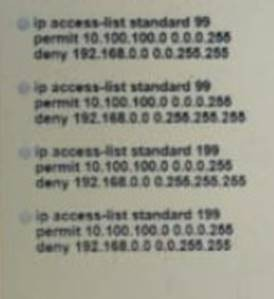 ip access-list standard 99
permit 10.100.100.0 0.0.0.255
deny 192.168.0.0 0.0.255.255
ip access-list standard 99
permit 10.100.100.0 0.0.0.255
deny 192.168.0.0 0.255.255.255
ip access-list standard 199
permit 10.100.100.0 0.0.0.255
deny 192.168.0.0 0.255.255.255
ip access-list standard 199
permit 10.100.100.0 0.0.0.255
deny 192.168.0.0 0.0.255.255